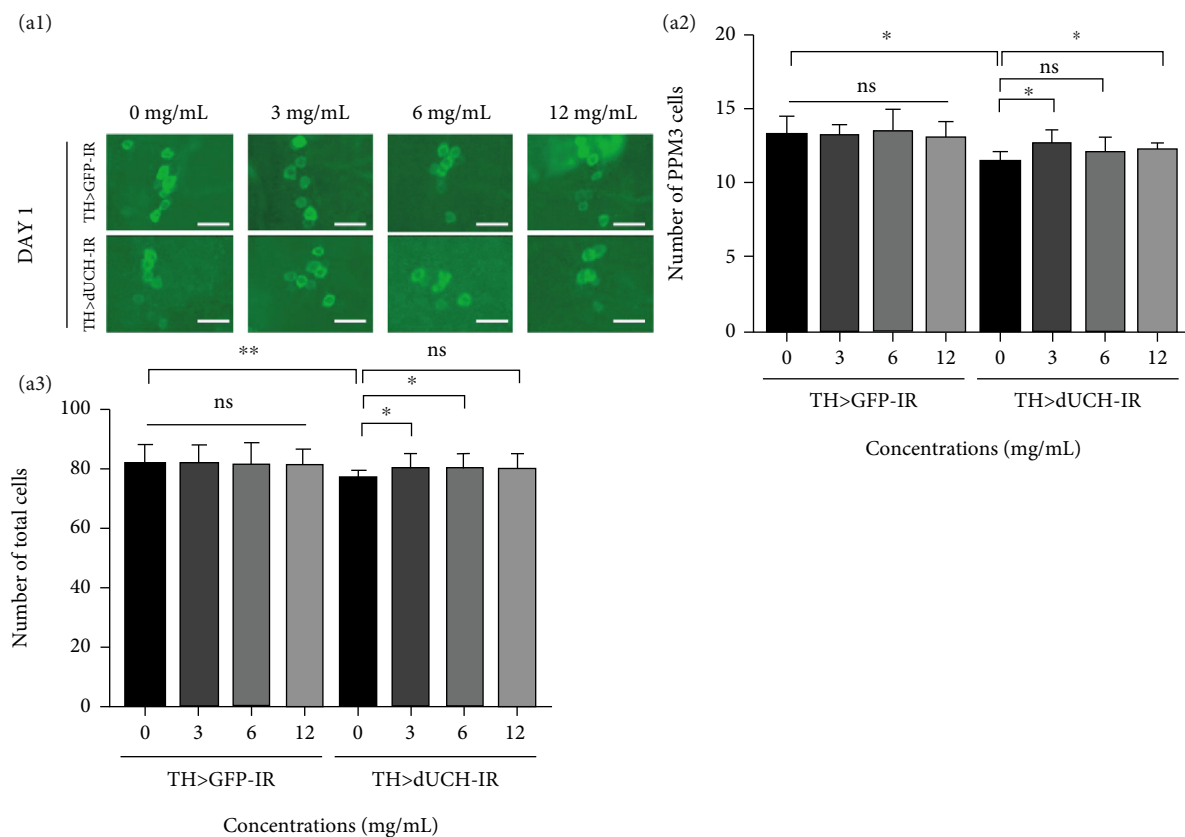 (a1)
0 mg/mL 3 mg/mL 6 mg/mL 12 mg/mL
DAY 1
TH>GFP-IR
TH>dUCH-IR
(a2)
Number of PPM3 cells
20
15
10
5
0
*
*
ns
ns
*
0 3 6 12 0 3 6 12
TH>GFP-IR TH>dUCH-IR
Concentrations (mg/mL)
(a3)
Number of total cells
100
80
60
40
20
0
**
ns
*
ns
*
0 3 6 12 0 3 6 12
TH>GFP-IR TH>dUCH-IR
Concentrations (mg/mL)